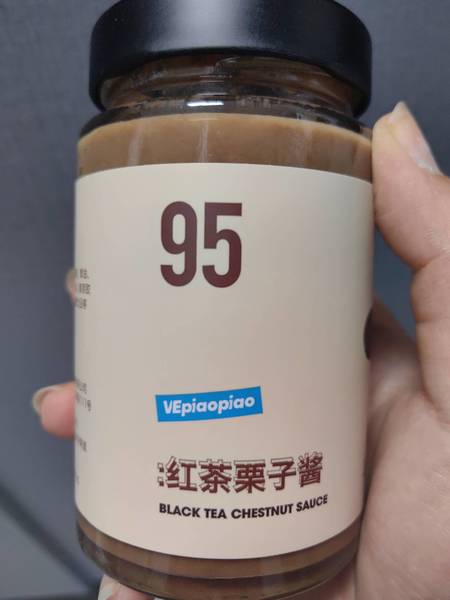 95
VEpiaopiao
:红茶栗子酱
BLACK TEA CHESTNUT SAUCE